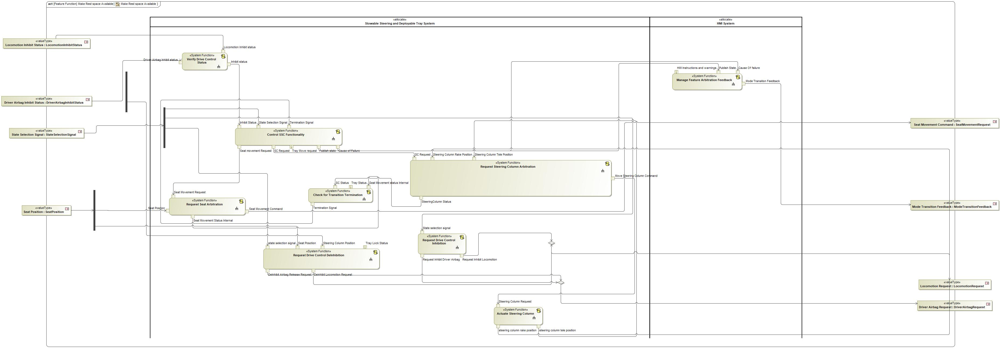 act [Feature Function] Make Rest space Available [ Make Rest space Available ]
«allocate»
Stowable Steering and Deployable Tray System
«allocate»
HMI System
«valueType»
Locomotion Inhibit Status : LocomotionInhibitStatus
Locomotion Inhibit status
Driver Airbag Inhibit status
«System Function»
Verify Drive Control
Status
Inhibit status
HMI Instructions and warnings
Publish State
Cause Of failure
«System Function»
Manage Feature Arbitration Feedback
Mode Transition Feedback
«valueType»
Driver Airbag Inhibit Status : DriverAirbagInhibitStatus
«valueType»
State Selection Signal : StateSelectionSignal
Inhibit Status
State Selection Signal
Termination Signal
«System Function»
Control SSC Functionality
Seat movement Request
SC Request
Tray Move request
Publish state
Cause of Failure
«valueType»
Seat Movement Command : SeatMovementRequest
SC Request
Steering Column Rake Position
Steering Column Tele Position
«System Function»
Request Steering Column Arbitration
Move Steering Column Command
SteeringColumn Status
SC Status
Tray Status
Seat Movement status Internal
«System Function»
Check for Transition Termination
Termination Signal
Seat Movement Request
«System Function»
Request Seat Arbitration
Seat Position
Seat Movement Command
Seat Movement Status Internal
«valueType»
Seat Position : SeatPosition
«valueType»
Mode Transition Feedback : ModeTransitionFeedback
State selection signal
«System Function»
Request Drive Control
Inhibition
Request Inhibit Driver Airbag
Request Inhibit Locomotion
state selection signal
Seat Posotion
Steering Column Position
Tray Lock Status
«System Function»
Request Drive Control DeInhibition
DeInhibit Airbag Release Request
Deinhibit Locomotion Request
«valueType»
Locomotion Request : LocomotionRequest
«valueType»
Driver Airbag Request : DriverAirbagRequest
Steering Column Request
«System Function»
Actuate Steering Column
steering column rake position
steering column tele position